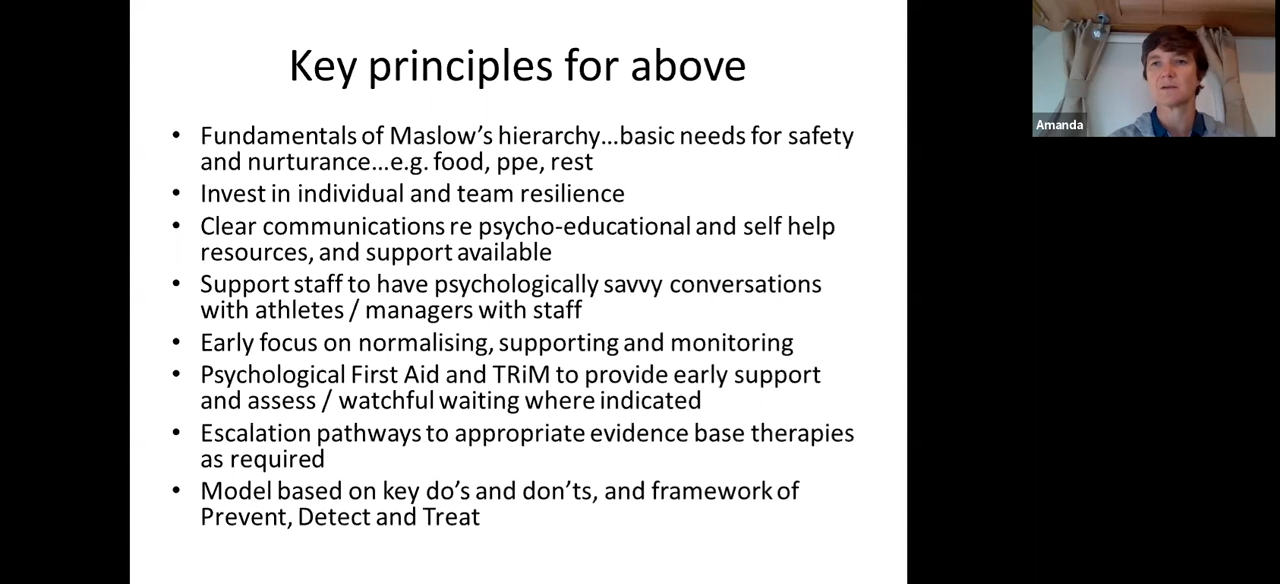 Key principles for above
• Fundamentals of Maslow's hierarchy...basic needs for safety
and nurturance...e.g. food, ppe, rest
• Invest in individual and team resilience
• Clear communications re psycho-educational and self help
resources, and support available
• Support staff to have psychologically savvy conversations
with athletes / managers with staff
• Early focus on normalising, supporting and monitoring
• Psychological First Aid and TRiM to provide early support
and assess / watchful waiting where indicated
• Escalation pathways to appropriate evidence base therapies
as required
• Model based on key do's and don'ts, and framework of
Prevent, Detect and Treat
Amanda